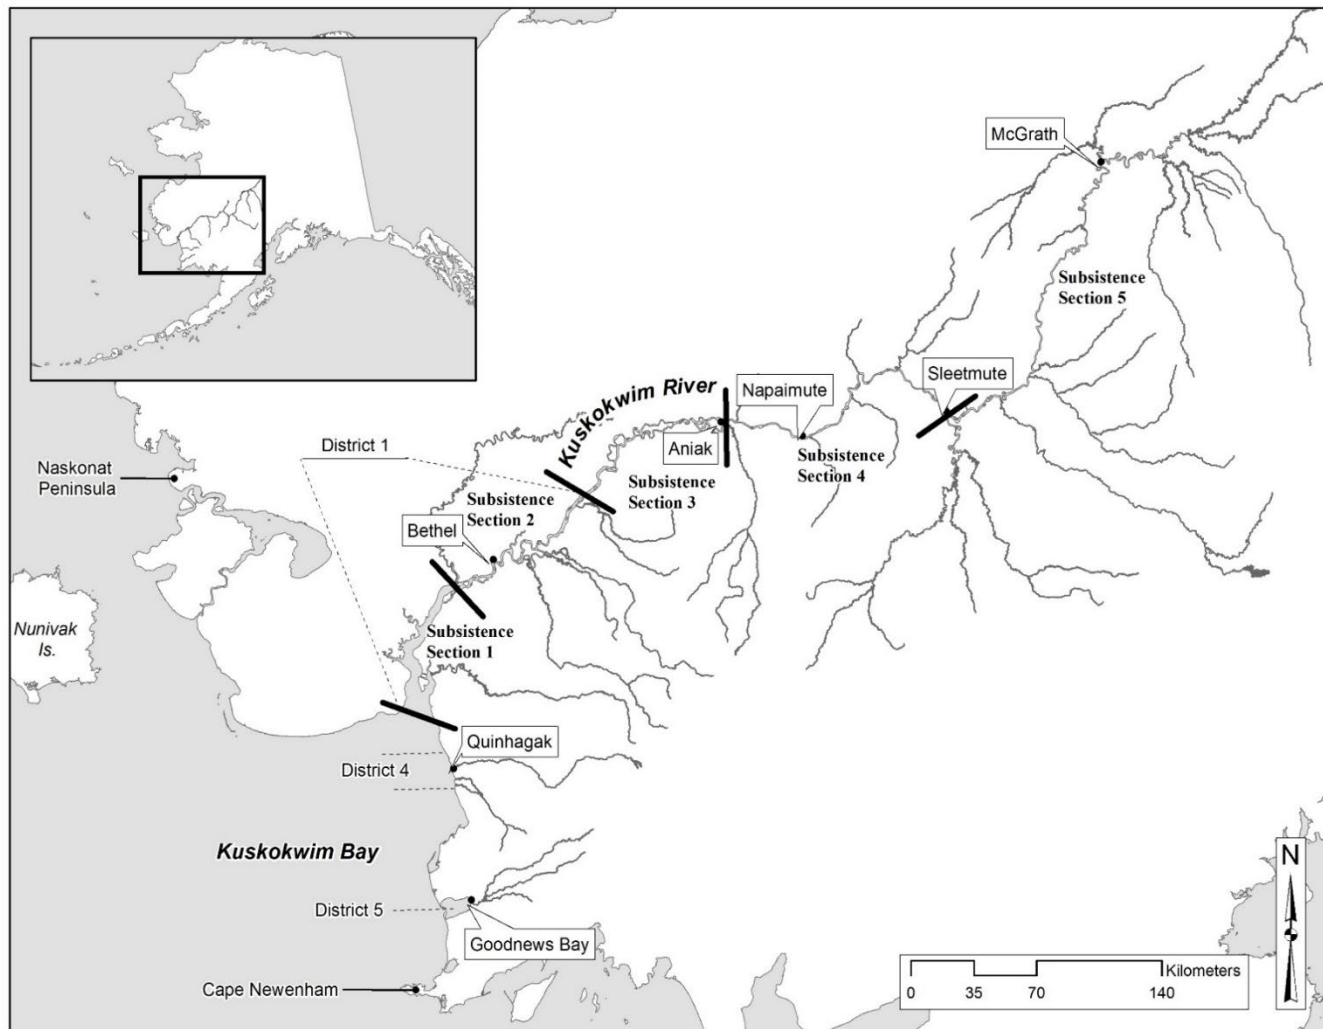 McGrath
Subsistence
Section 5
Kuskokwim River
Napaimute
Sleetmute
District 1
Aniak
Subsistence
Section 4
Naskonat
Peninsula
Subsistence
Section 3
Subsistence
Section 2
Bethel
Nunivak
Is.
Subsistence
Section 1
Quinhagak
District 4
Kuskokwim Bay
N
District 5
Goodnews Bay
Cape Newenham
Kilometers
0 35 70 140